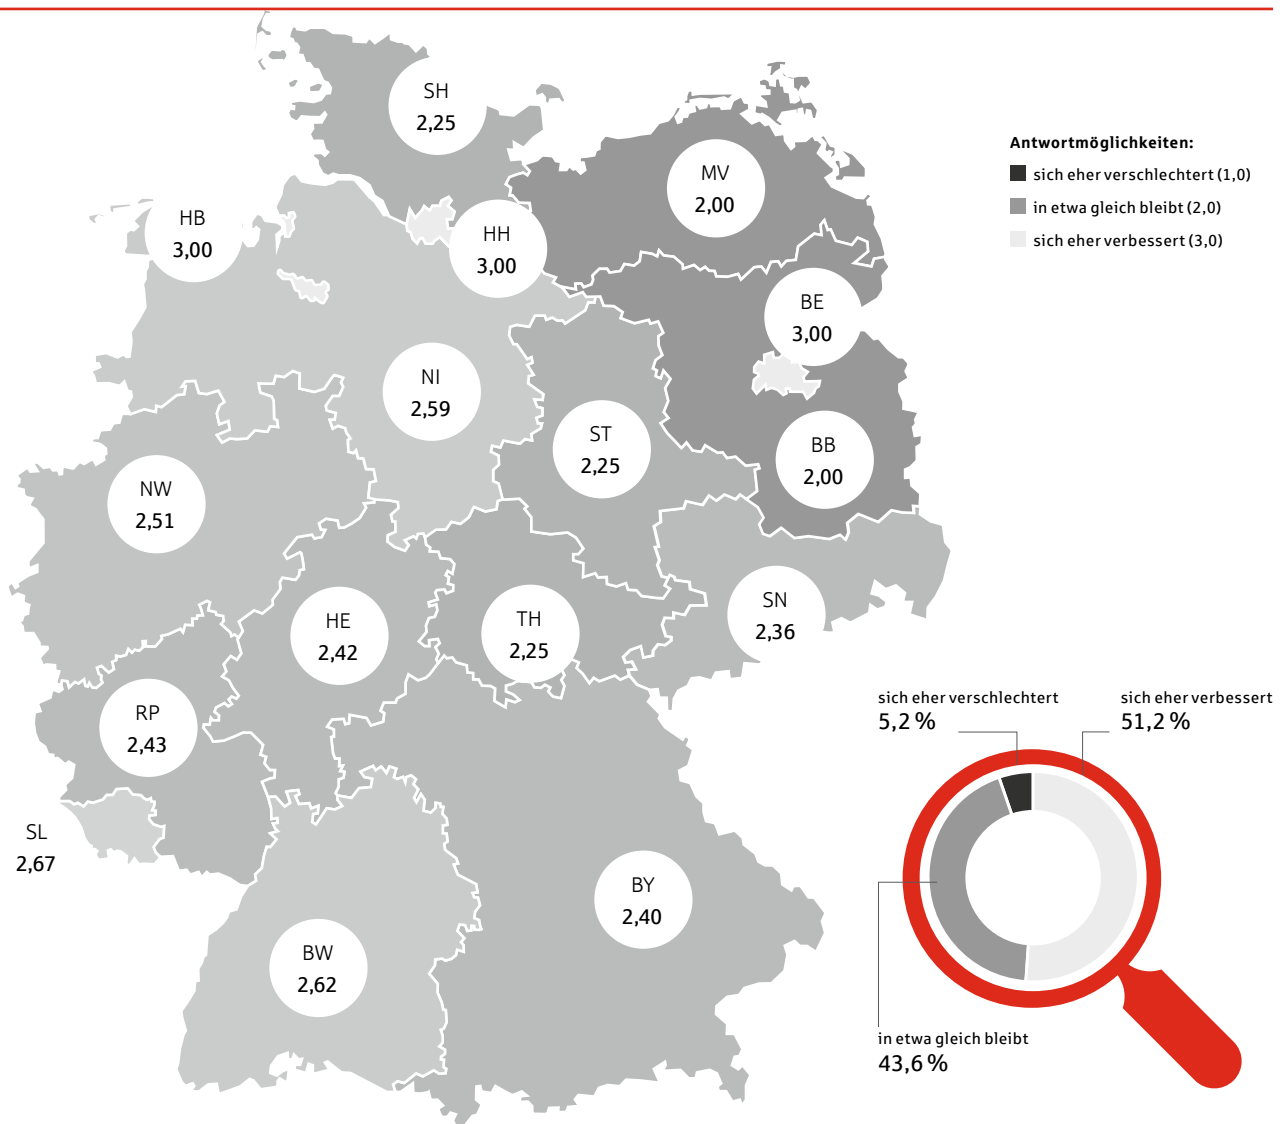 SH
2,25
MV
2,00
Antwortmöglichkeiten:
sich eher verschlechtert (1,0)
in etwa gleich bleibt (2,0)
sich eher verbessert (3,0)
HB
3,00
HH
3,00
BE
3,00
NI
2,59
ST
2,25
BB
2,00
NW
2,51
HE
2,42
TH
2,25
SN
2,36
RP
2,43
SL
2,67
BY
2,40
BW
2,62
sich eher verschlechtert
5,2 %
sich eher verbessert
51,2 %
in etwa gleich bleibt
43,6 %